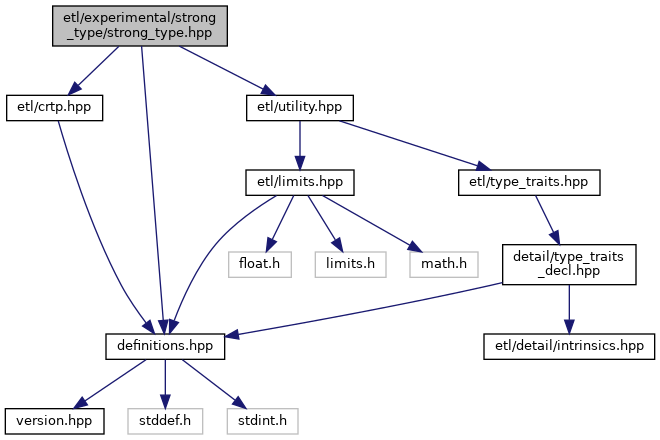 etl/experimental/strong
_type/strong_type.hpp
etl/crtp.hpp
etl/utility.hpp
etl/limits.hpp
etl/type_traits.hpp
float.h
limits.h
math.h
detail/type_traits
_decl.hpp
definitions.hpp
etl/detail/intrinsics.hpp
version.hpp
stddef.h
stdint.h